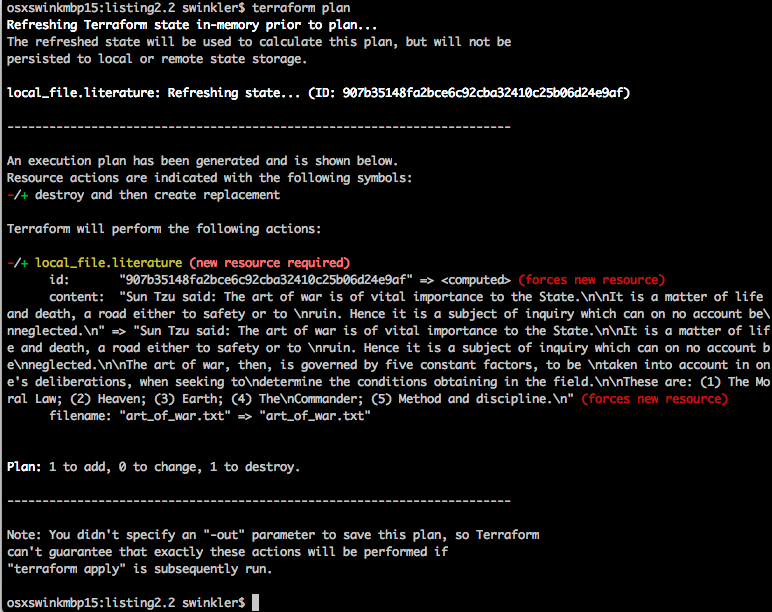 osxswinkmbp15:listing2.2 swinkler$ terraform plan
Refreshing Terraform state in-memory prior to plan...
The refreshed state will be used to calculate this plan, but will not be
persisted to local or remote state storage.
local_file.literature: Refreshing state... (ID: 907b35148fa2bce6c92cba32410c25b06d24e9af)
------------------------------------------------------------------------
An execution plan has been generated and is shown below.
Resource actions are indicated with the following symbols:
-/+ destroy and then create replacement
Terraform will perform the following actions:
-/+ local_file.literature (new resource required)
id:       "907b35148fa2bce6c92cba32410c25b06d24e9af" => <computed> (forces new resource)
content:  "Sun Tzu said: The art of war is of vital importance to the State.\n\nIt is a matter of life
and death, a road either to safety or to \nruin. Hence it is a subject of inquiry which can on no account be\
nneglected.\n" => "Sun Tzu said: The art of war is of vital importance to the State.\n\nIt is a matter of lif
e and death, a road either to safety or to \nruin. Hence it is a subject of inquiry which can on no account b
e\nneglected.\n\nThe art of war, then, is governed by five constant factors, to be \ntaken into account in on
e's deliberations, when seeking to\ndetermine the conditions obtaining in the field.\n\nThese are: (1) The Mo
ral Law; (2) Heaven; (3) Earth; (4) The\nCommander; (5) Method and discipline.\n" (forces new resource)
filename: "art_of_war.txt" => "art_of_war.txt"
Plan: 1 to add, 0 to change, 1 to destroy.
------------------------------------------------------------------------
Note: You didn't specify an "-out" parameter to save this plan, so Terraform
can't guarantee that exactly these actions will be performed if
"terraform apply" is subsequently run.
osxswinkmbp15:listing2.2 swinkler$